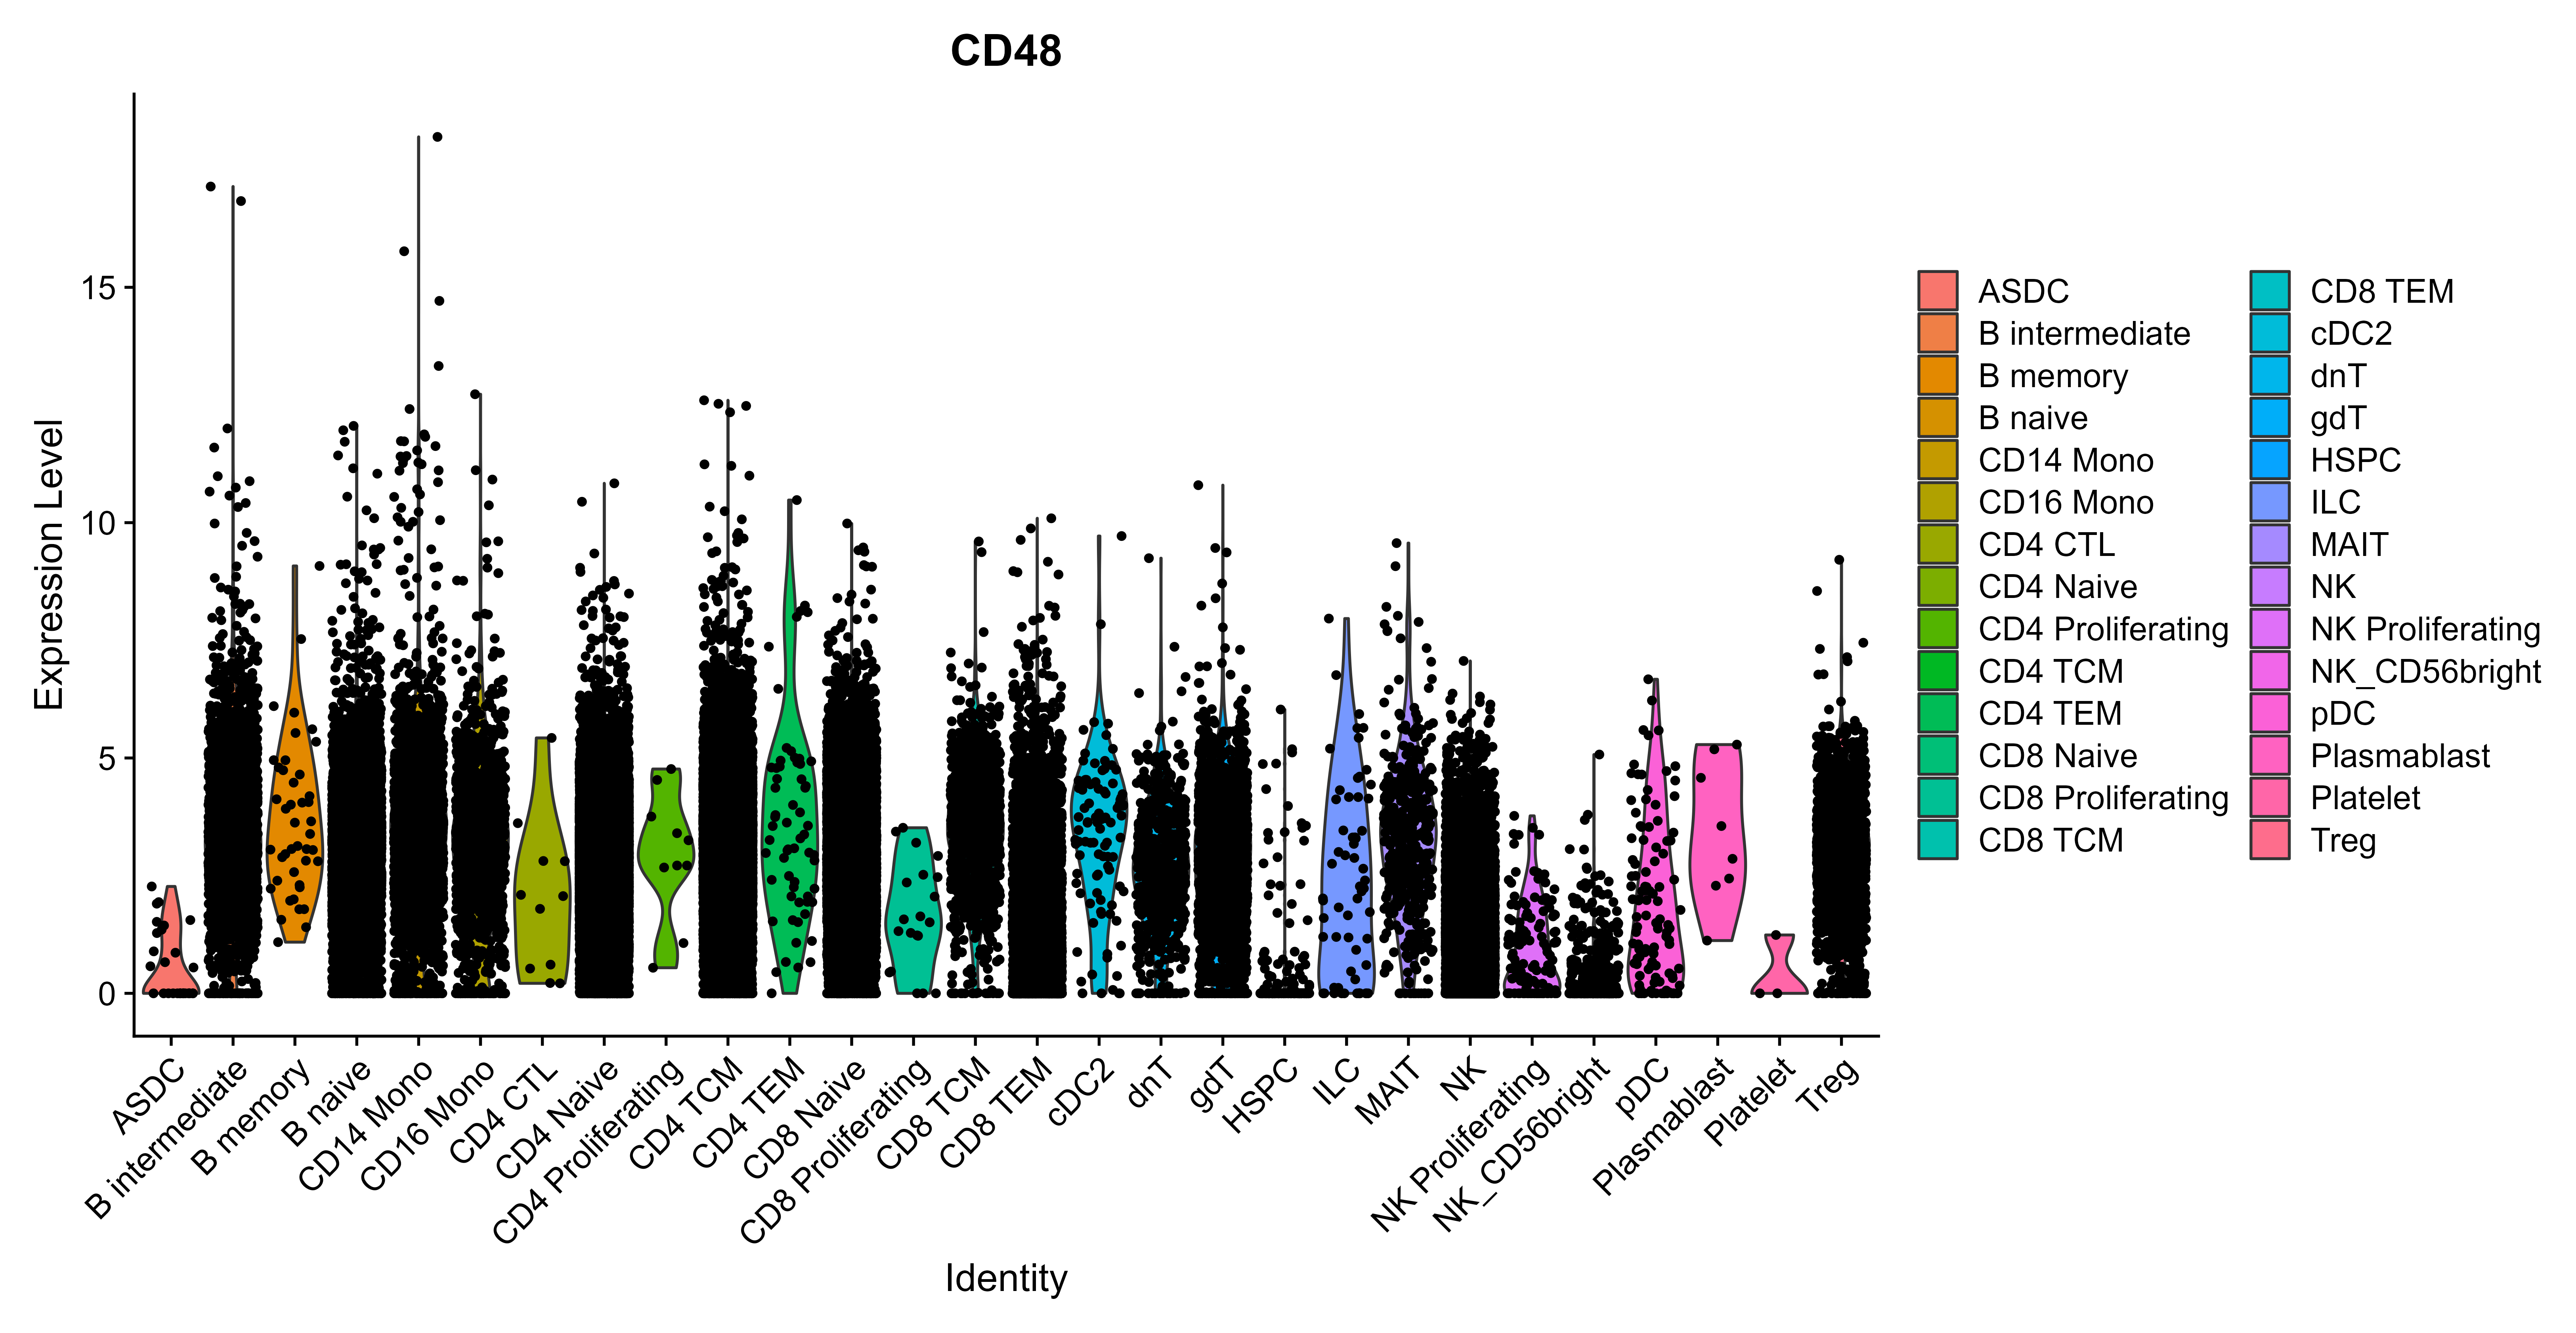 CD48
Expression Level
15
10
5
0
ASDC
B intermediate
B memory
B naive
CD14 Mono
CD16 Mono
CD4 CTL
CD4 Naive
CD4 Proliferating
CD4 TCM
CD4 TEM
CD8 Naive
CD8 Proliferating
CD8 TCM
CD8 TEM
cDC2
dnT
gdT
HSPC
ILC
MAIT
NK
NK Proliferating
NK_CD56bright
pDC
Plasmablast
Platelet
Treg
Identity
ASDC
B intermediate
B memory
B naive
CD14 Mono
CD16 Mono
CD4 CTL
CD4 Naive
CD4 Proliferating
CD4 TCM
CD4 TEM
CD8 Naive
CD8 Proliferating
CD8 TCM
CD8 TEM
cDC2
dnT
gdT
HSPC
ILC
MAIT
NK
NK Proliferating
NK_CD56bright
pDC
Plasmablast
Platelet
Treg